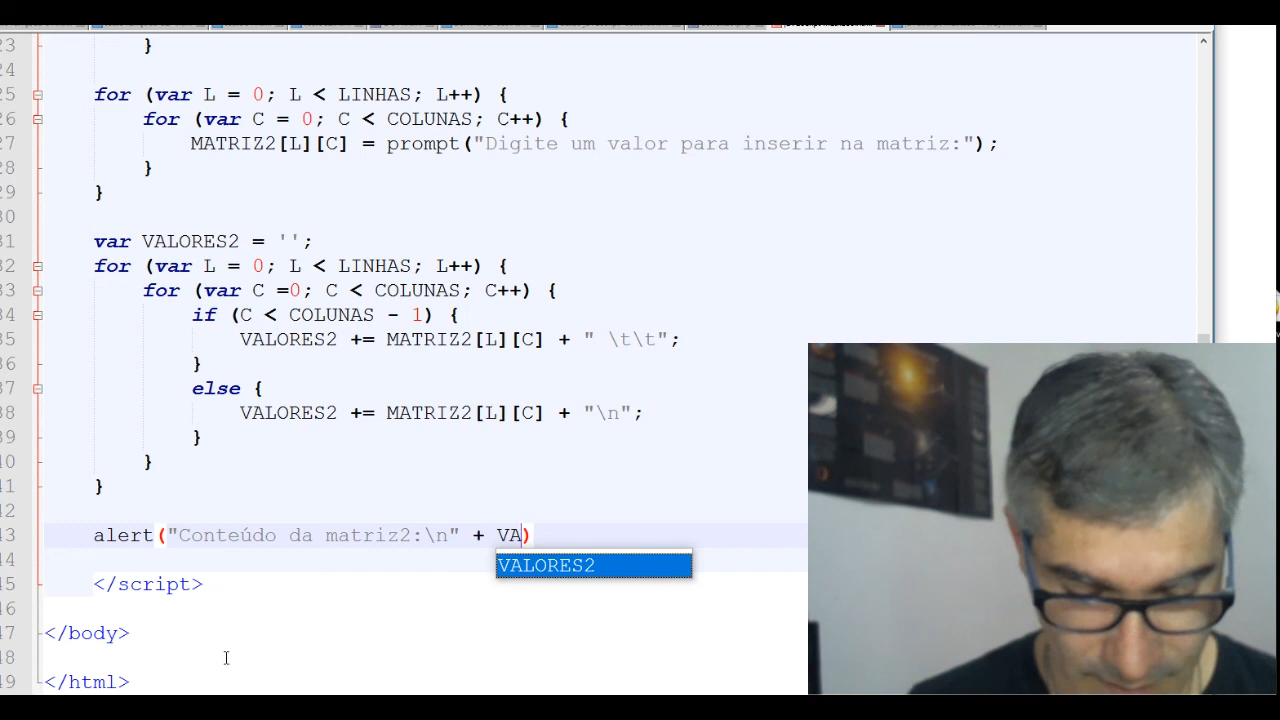 23 }
24
25 for (var L = 0; L < LINHAS; L++) {
26 for (var C = 0; C < COLUNAS; C++) {
27 MATRIZ2[L][C] = prompt("Digite um valor para inserir na matriz:");
28 }
29 }
30
31 var VALORES2 = '';
32 for (var L = 0; L < LINHAS; L++) {
33 for (var C =0; C < COLUNAS; C++) {
34 if (C < COLUNAS - 1) {
35 VALORES2 += MATRIZ2[L][C] + " \t\t";
36 }
37 else {
38 VALORES2 += MATRIZ2[L][C] + "\n";
39 }
40 }
41 }
42
43 alert("Conteúdo da matriz2:\n" + VA)
VALORES2
44
45 </script>
46
47 </body>
48
49 </html>